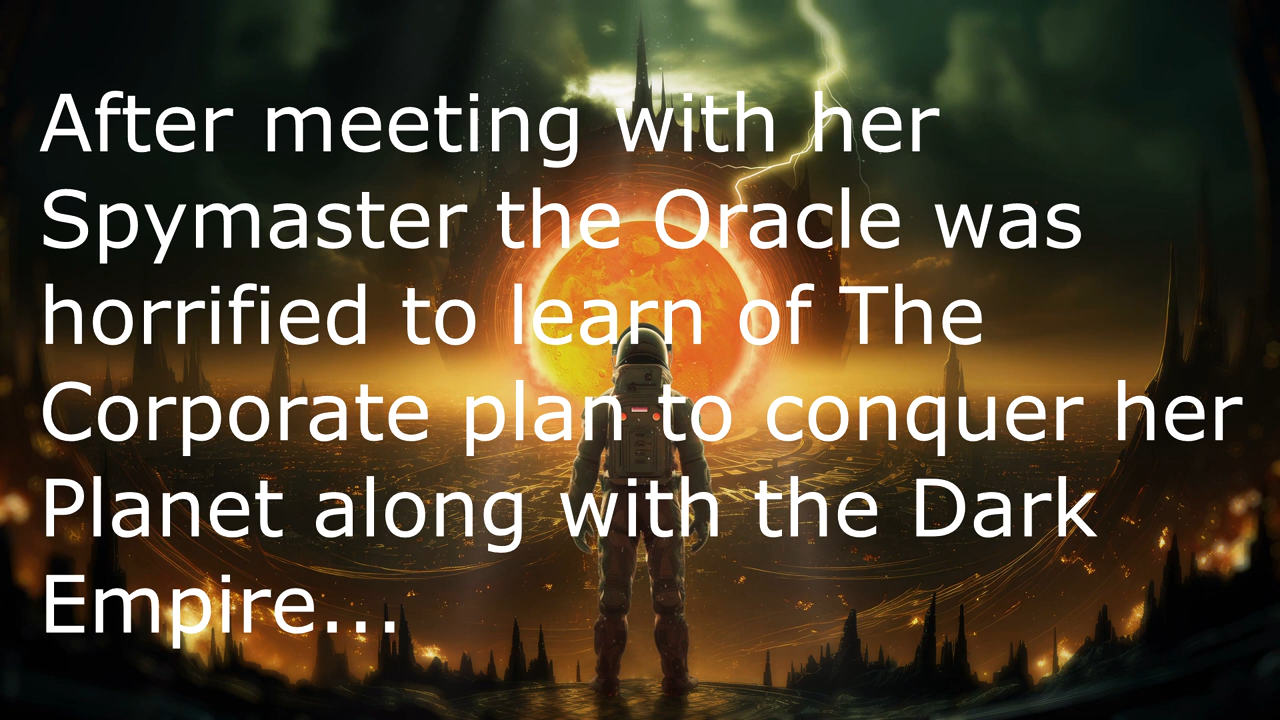 After meeting with her
Spymaster the Oracle was
horrified to learn of The
Corporate plan to conquer her
Planet along with the Dark
Empire...